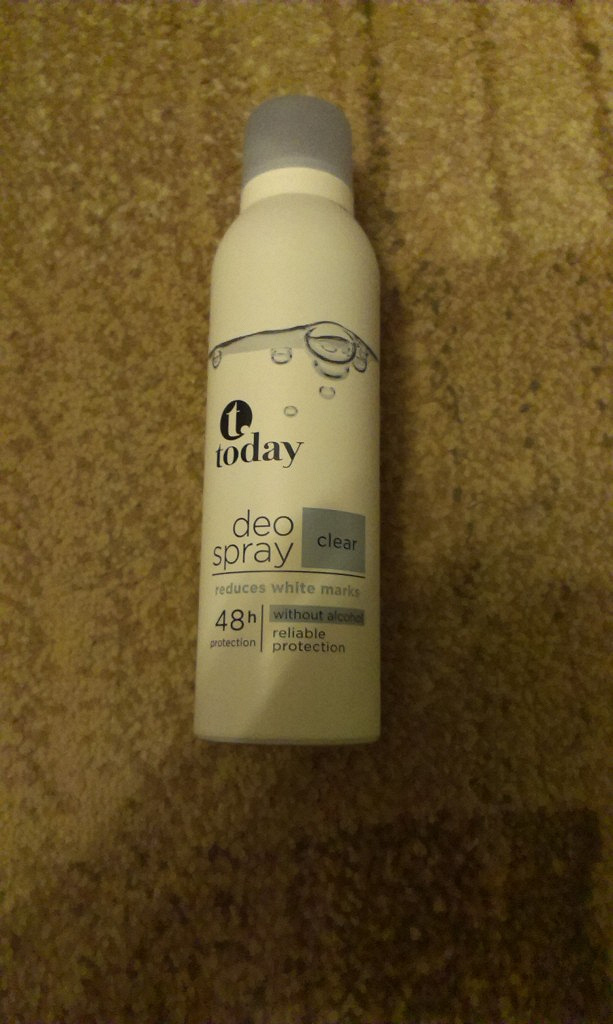 t.
today
deo
spray
clear
reduces white marks
48h
protection
without alcohol
reliable
protection